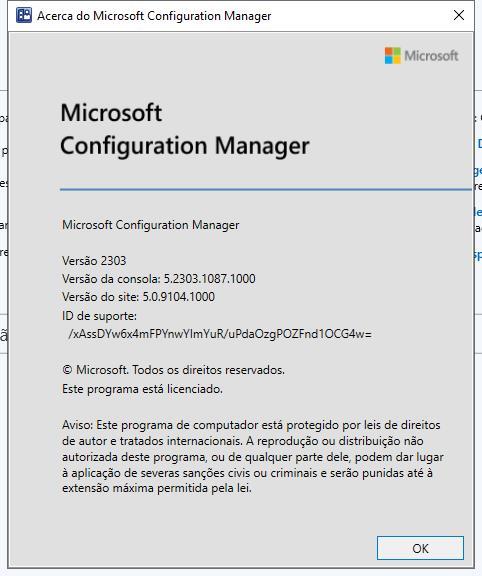 Acerca do Microsoft Configuration Manager
Microsoft
Microsoft
Configuration Manager
Microsoft Configuration Manager
Versão 2303
Versão da consola: 5.2303.1087.1000
Versão do site: 5.0.9104.1000
ID de suporte:
/xAssDYw6x4mFPYnwYlmYuR/uPdaOzgPOZFnd1OCG4w=
© Microsoft. Todos os direitos reservados.
Este programa está licenciado.
Aviso: Este programa de computador está protegido por leis de direitos
de autor e tratados internacionais. A reprodução ou distribuição não
autorizada deste programa, ou de qualquer parte dele, podem dar lugar
à aplicação de severas sanções civis ou criminais e serão punidas até à
extensão máxima permitida pela lei.
OK